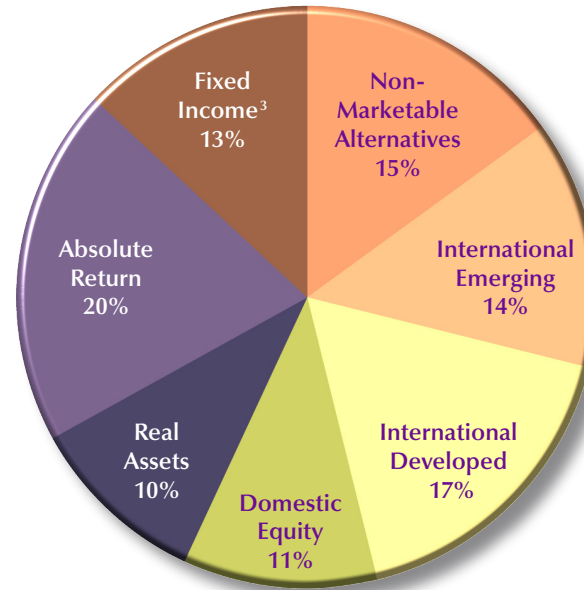 Fixed
Income³
13%
Non-
Marketable
Alternatives
15%
Absolute
Return
20%
International
Emerging
14%
Real
Assets
10%
International
Developed
17%
Domestic
Equity
11%